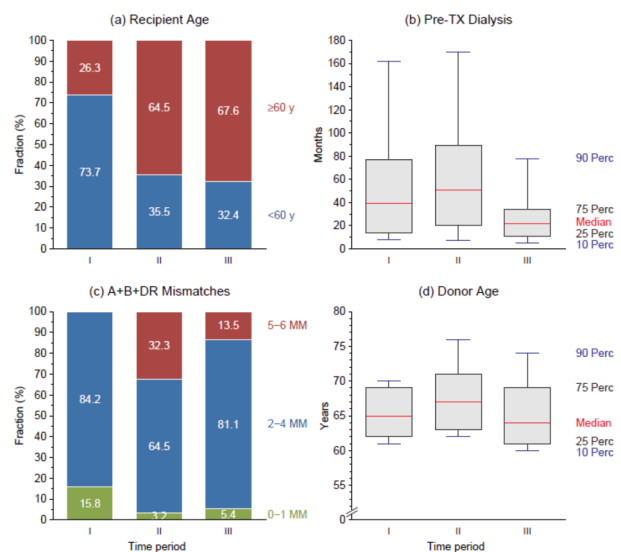 (a) Recipient Age
Fraction (%)
100
90
80
70
60
50
40
30
20
10
0
26.3
73.7
64.5
35.5
67.6
32.4
≥60 y
<60 y
I
II
III
(b) Pre-TX Dialysis
Months
180
160
140
120
100
80
60
40
20
0
90 Perc
75 Perc
Median
25 Perc
10 Perc
I
II
III
(c) A+B+DR Mismatches
Fraction (%)
100
90
80
70
60
50
40
30
20
10
0
84.2
15.8
32.3
64.5
3.2
13.5
81.1
5.4
5–6 MM
2–4 MM
0–1 MM
I
II
III
Time period
(d) Donor Age
Years
80
75
70
65
60
55
0
90 Perc
75 Perc
Median
25 Perc
10 Perc
I
II
III
Time period